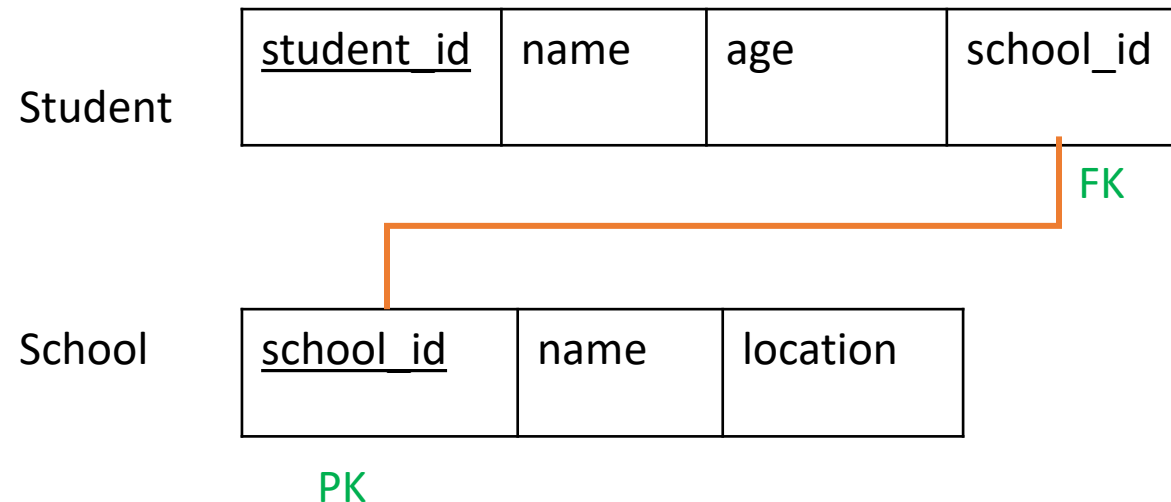 student_id name age school_id
Student
FK
School school_id name location
PK